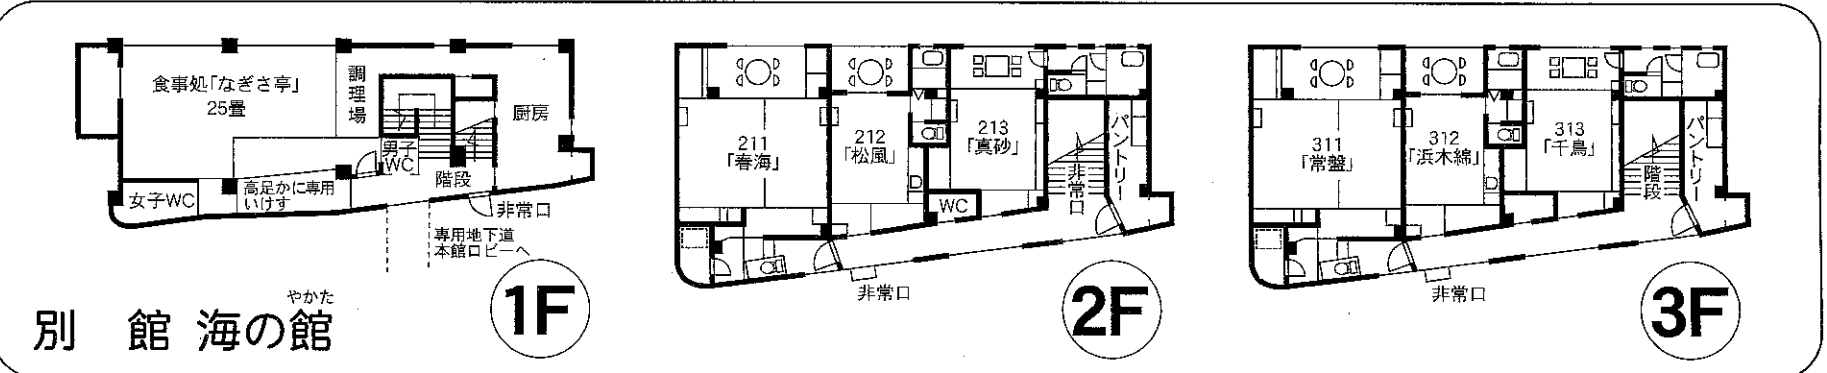 食事処「なぎさ亭」
25畳
調理場
厨房
男子
WC
階段
女子WC
高足かに専用
いけす
非常口
専用地下道
本館ロビーへ
1F
211
「春海」
212
「松風」
213
「真砂」
WC
非常口
パントリー
非常口
2F
311
「常盤」
312
「浜木綿」
313
「千鳥」
階段
パントリー
非常口
3F
やかた
別館 海の館